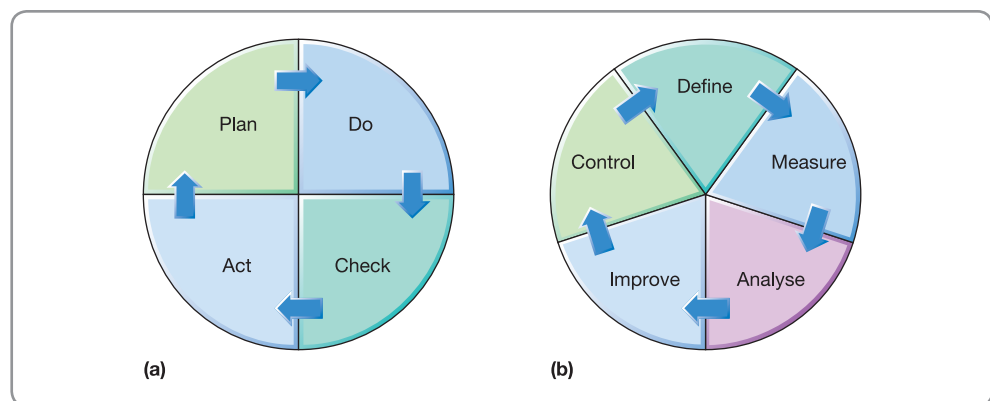 Plan
Do
Check
Act
(a)
Define
Measure
Analyse
Improve
Control
(b)